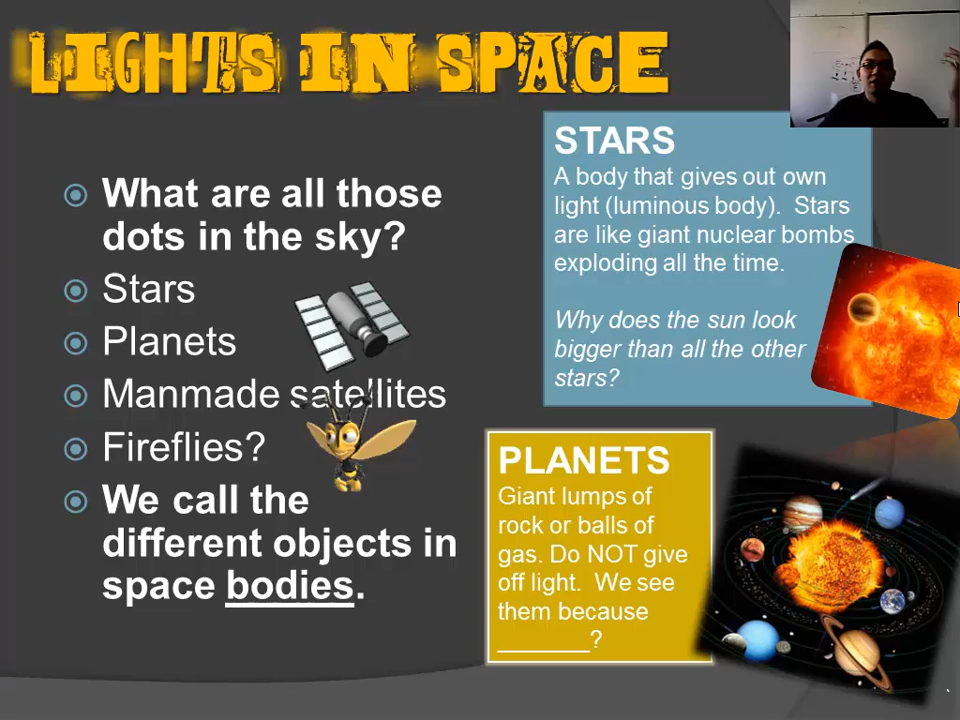 LIGHTS IN SPACE
What are all those
dots in the sky?
Stars
Planets
Manmade satellites
Fireflies?
We call the
different objects in
space bodies.
STARS
A body that gives out own
light (luminous body). Stars
are like giant nuclear bombs
exploding all the time.
Why does the sun look
bigger than all the other
stars?
PLANETS
Giant lumps of
rock or balls of
gas. Do NOT give
off light. We see
them because
_______?